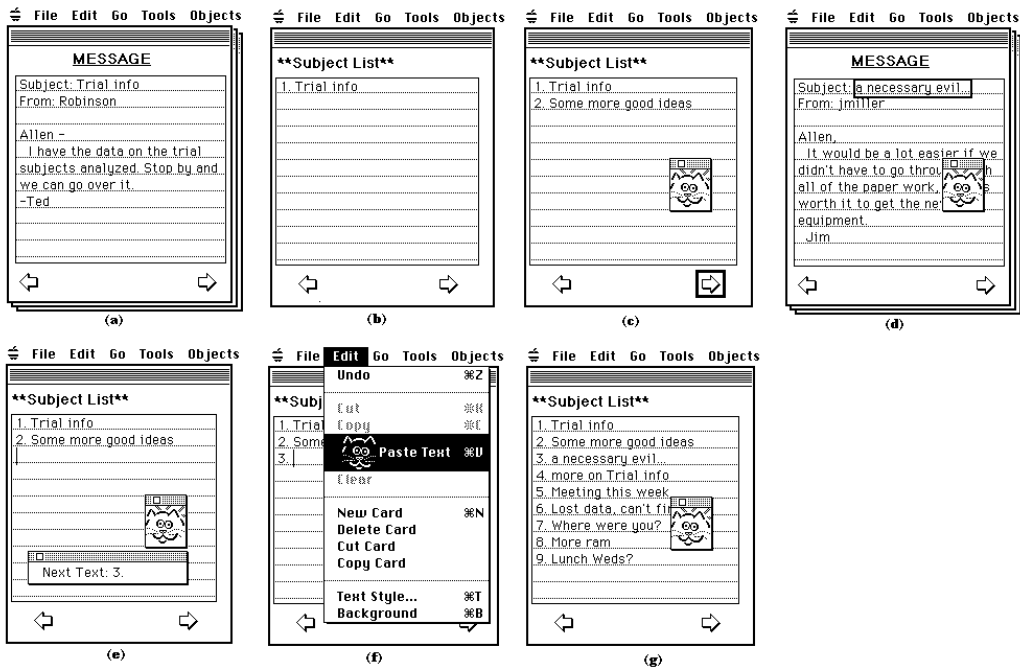 File Edit Go Tools Objects
MESSAGE
Subject: Trial info
From: Robinson
Allen -
I have the data on the trial
subjects analyzed. Stop by and
we can go over it.
-Ted
(a)
File Edit Go Tools Objects
**Subject List**
1. Trial info
(b)
File Edit Go Tools Objects
**Subject List**
1. Trial info
2. Some more good ideas
(c)
File Edit Go Tools Objects
MESSAGE
Subject: a necessary evil...
From: jmiller
Allen,
It would be a lot easier if we
didn't have to go
all of the paper work,
worth it to get the
equipment.
Jim
(d)
File Edit Go Tools Objects
**Subject List**
1. Trial info
2. Some more good ideas
Next Text: 3.
(e)
File Edit Go Tools Objects
**Subj
1. Trial
2. Some
3.
Undo ⌘Z
Cut ⌘X
Copy ⌘C
Paste Text ⌘V
Clear
New Card ⌘N
Delete Card
Cut Card
Copy Card
Text Style... ⌘T
Background ⌘B
(f)
File Edit Go Tools Objects
**Subject List**
1. Trial info
2. Some more good ideas
3. a necessary evil...
4. more on Trial info
5. Meeting this week
6. Lost data, can't
7. Where were you?
8. More ram
9. Lunch Weds?
(g)